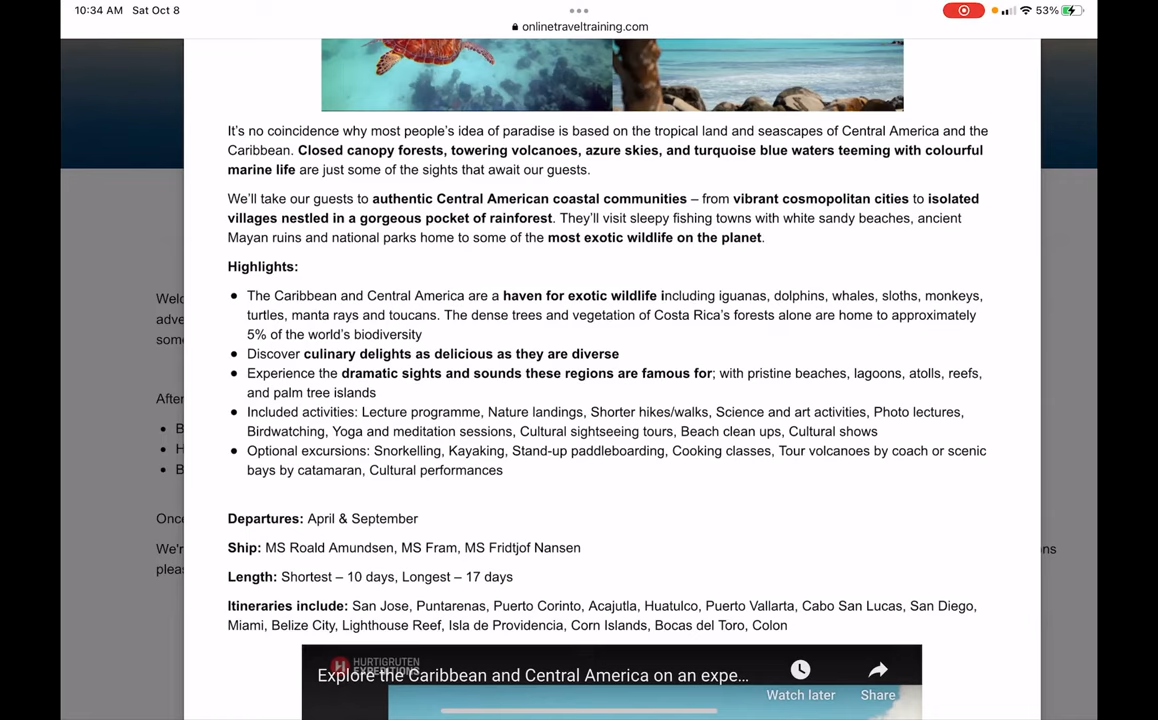 10:34 AM Sat Oct 8
53%
onlinetraveltraining.com
It's no coincidence why most people's idea of paradise is based on the tropical land and seascapes of Central America and the
Caribbean. Closed canopy forests, towering volcanoes, azure skies, and turquoise blue waters teeming with colourful
marine life are just some of the sights that await our guests.
We'll take our guests to authentic Central American coastal communities – from vibrant cosmopolitan cities to isolated
villages nestled in a gorgeous pocket of rainforest. They'll visit sleepy fishing towns with white sandy beaches, ancient
Mayan ruins and national parks home to some of the most exotic wildlife on the planet.
Highlights:
● The Caribbean and Central America are a haven for exotic wildlife including iguanas, dolphins, whales, sloths, monkeys,
turtles, manta rays and toucans. The dense trees and vegetation of Costa Rica's forests alone are home to approximately
5% of the world's biodiversity
● Discover culinary delights as delicious as they are diverse
● Experience the dramatic sights and sounds these regions are famous for; with pristine beaches, lagoons, atolls, reefs,
and palm tree islands
● Included activities: Lecture programme, Nature landings, Shorter hikes/walks, Science and art activities, Photo lectures,
Birdwatching, Yoga and meditation sessions, Cultural sightseeing tours, Beach clean ups, Cultural shows
● Optional excursions: Snorkelling, Kayaking, Stand-up paddleboarding, Cooking classes, Tour volcanoes by coach or scenic
bays by catamaran, Cultural performances
Departures: April & September
Ship: MS Roald Amundsen, MS Fram, MS Fridtjof Nansen
Length: Shortest – 10 days, Longest – 17 days
Itineraries include: San Jose, Puntarenas, Puerto Corinto, Acajutla, Huatulco, Puerto Vallarta, Cabo San Lucas, San Diego,
Miami, Belize City, Lighthouse Reef, Isla de Providencia, Corn Islands, Bocas del Toro, Colon
HURTIGRUTEN
EXPEDITIONS
Explore the Caribbean and Central America on an expe...
Watch later
Share
Welc
adve
som
After
• B
• H
• B
Once
We're
pleas
ons